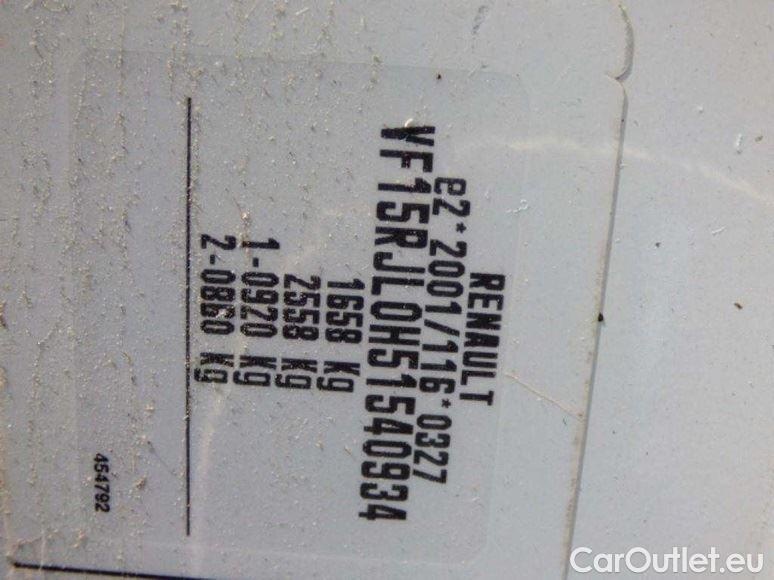 RENAULT
e2*2001/116*0327
VF15RJL0H51540934
1658 kg
2558 kg
1-0920 kg
2-0860 kg
454792
CarOutlet.eu